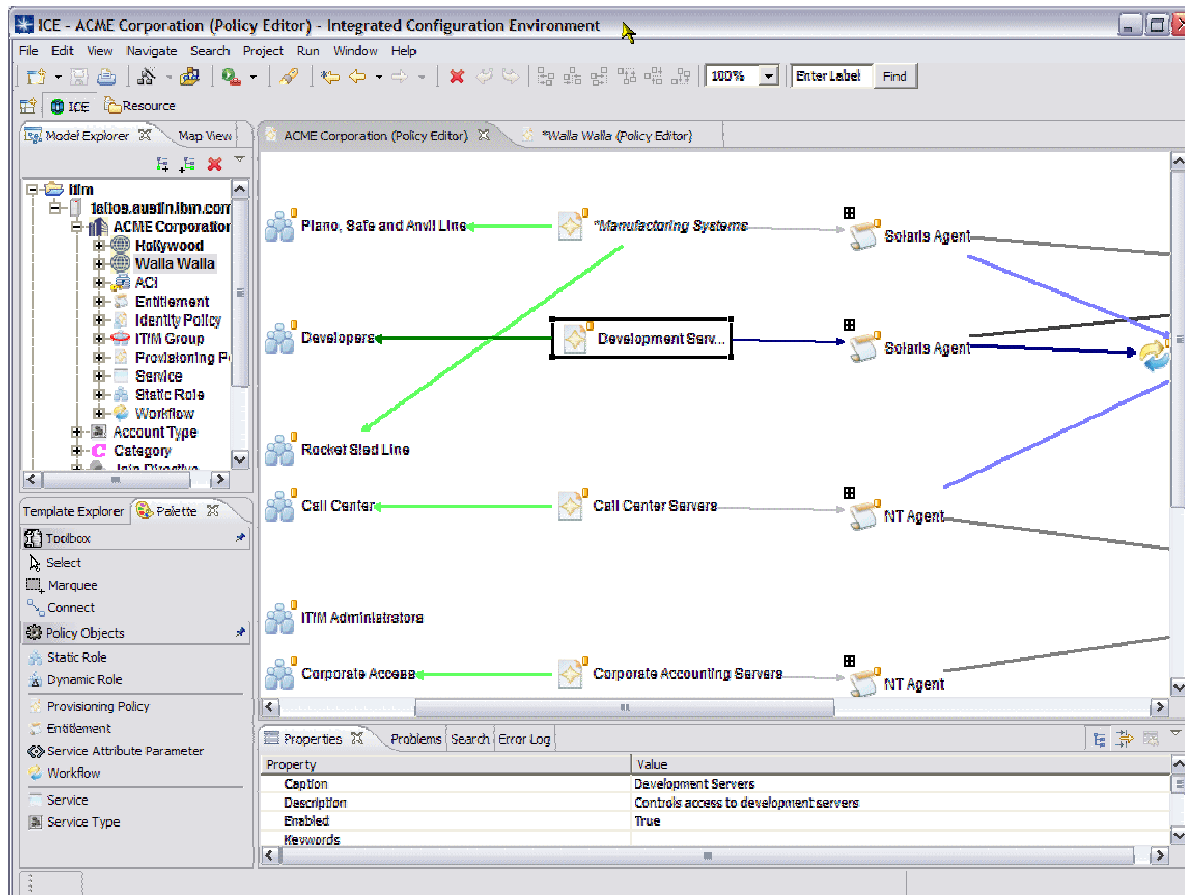 ICE - ACME Corporation (Policy Editor) - Integrated Configuration Environment
File Edit View Navigate Search Project Run Window Help
100% Enter Label Find
ICE Resource
Model Explorer Map View
itim
ACME Corporation
Hollywood
Walla Walla
ACI
Entitlement
Identity Policy
ITIM Group
Provisioning P
Service
Static Role
Workflow
Account Type
Category
Join Directive
Template Explorer Palette
Toolbox
Select
Marquee
Connect
Policy Objects
Static Role
Dynamic Role
Provisioning Policy
Entitlement
Service Attribute Parameter
Workflow
Service
Service Type
ACME Corporation (Policy Editor) *Walla Walla (Policy Editor)
Piano, Safe and Anvil Line *Manufactoring Systems Solaris Agent
Developers Development Serv... Solaris Agent
Rocket Sled Line
Call Center Call Center Servers NT Agent
ITIM Administrators
Corporate Access Corporate Accounting Servers NT Agent
Properties Problems Search Error Log
Property Value
Caption Development Servers
Description Controls access to development servers
Enabled True
Keywords